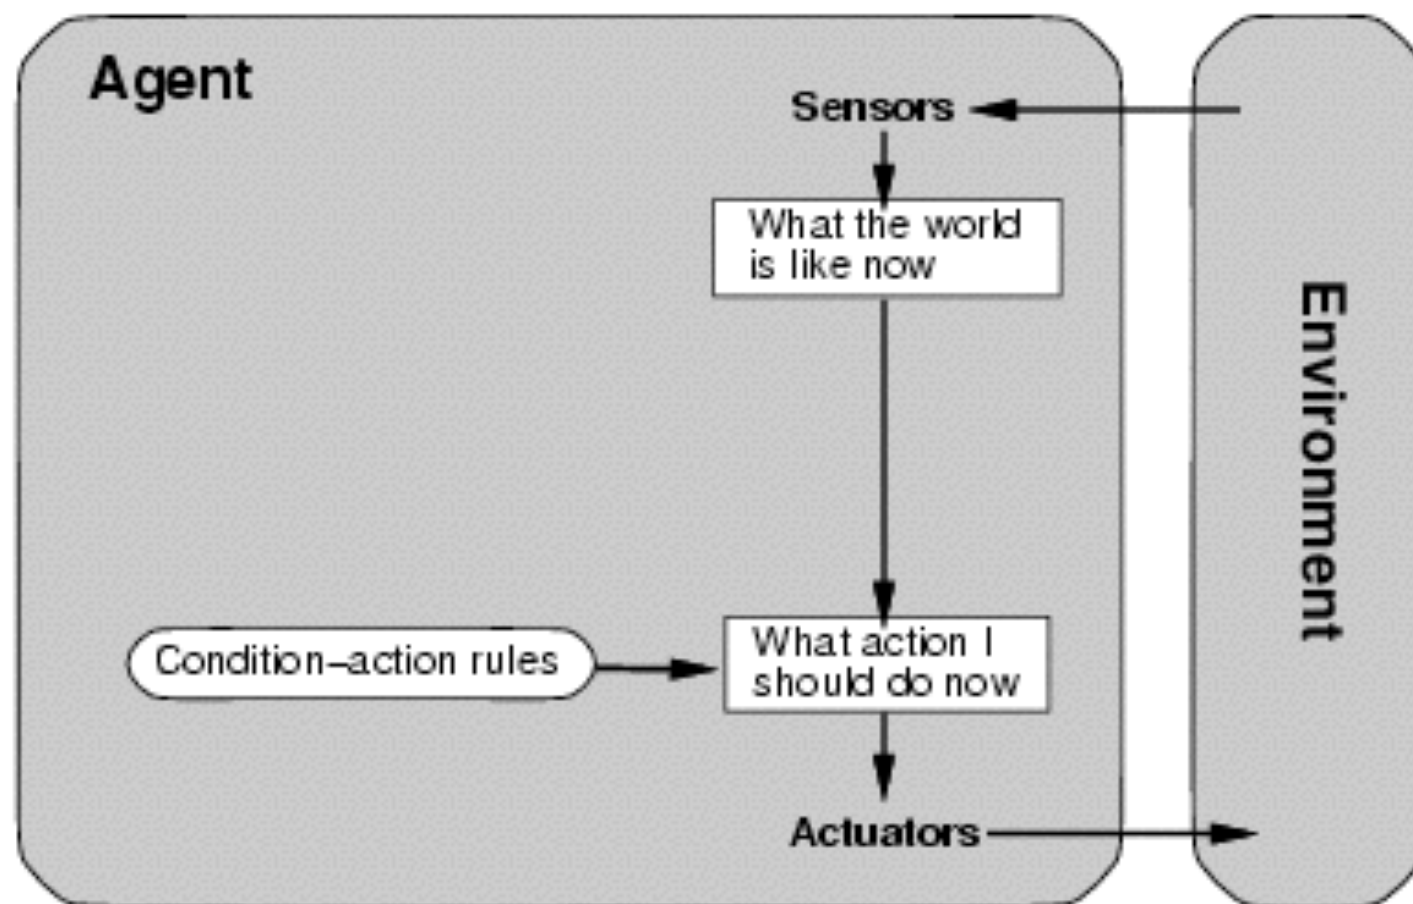 Agent
Sensors
What the world
is like now
Environment
Condition–action rules
What action I
should do now
Actuators